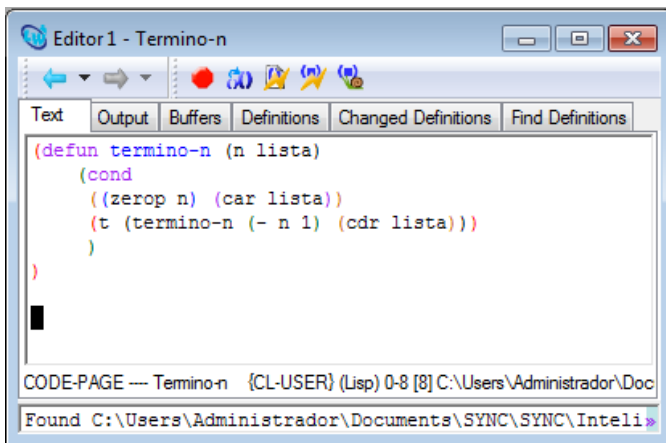 Editor 1 - Termino-n
Text Output Buffers Definitions Changed Definitions Find Definitions
(defun termino-n (n lista)
(cond
((zerop n) (car lista))
(t (termino-n (- n 1) (cdr lista)))
)
)
CODE-PAGE ---- Termino-n {CL-USER} (Lisp) 0-8 [8] C:\Users\Administrador\Doc
Found C:\Users\Administrador\Documents\SYNC\SYNC\Inteli»